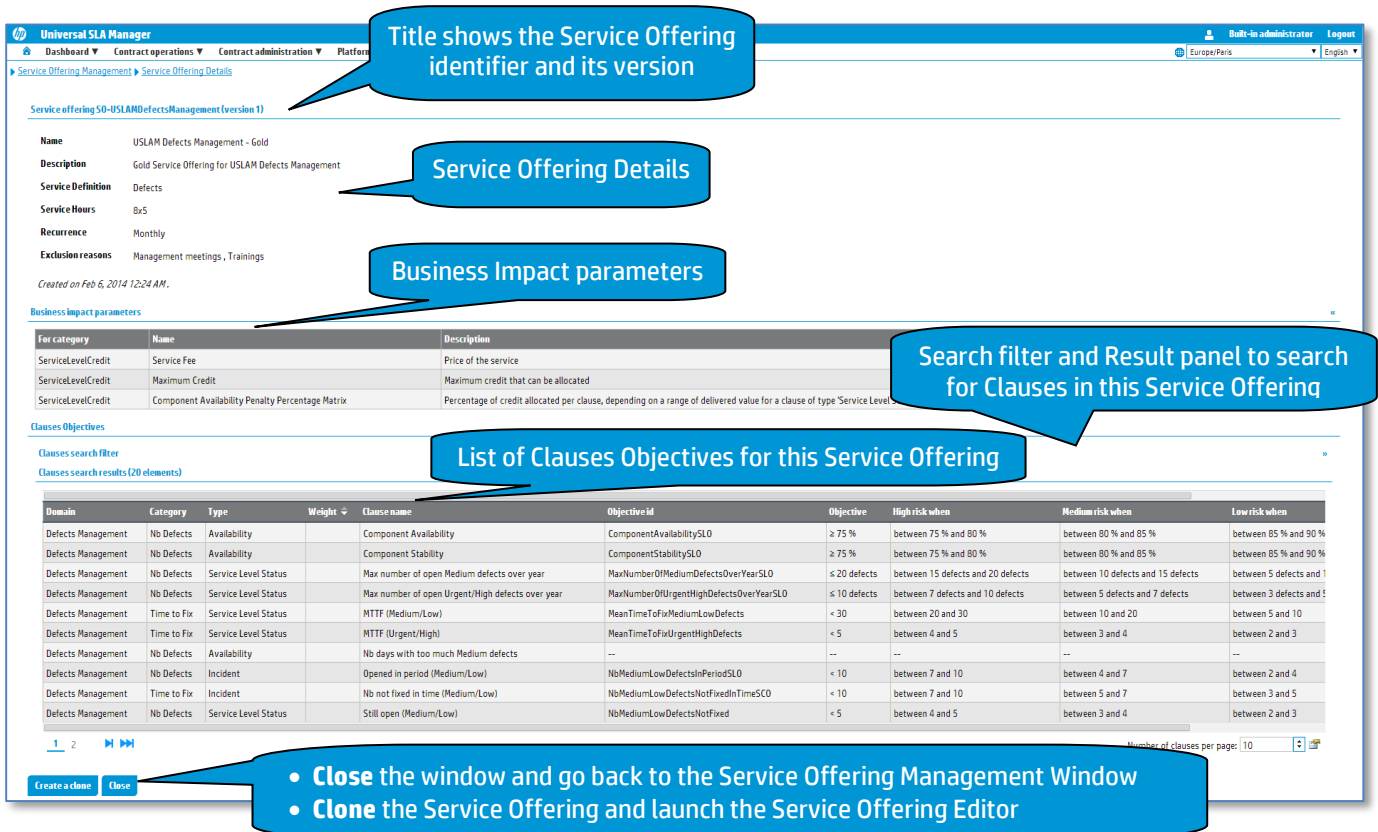 hp Universal SLA Manager Built-in administrator Logout
Dashboard ▼ Contract operations ▼ Contract administration ▼ Platform Europe/Paris ▼ English ▼
Title shows the Service Offering
identifier and its version
Service Offering Management Service Offering Details
Service offering SO-USLAMDefectsManagement (version 1)
Name USLAM Defects Management - Gold
Description Gold Service Offering for USLAM Defects Management
Service Definition Defects
Service Hours 8x5
Recurrence Monthly
Exclusion reasons Management meetings , Trainings
Service Offering Details
Created on Feb 6, 2014 12:24 AM .
Business Impact parameters
Business impact parameters «
For category Name Description
ServiceLevelCredit Service Fee Price of the service
ServiceLevelCredit Maximum Credit Maximum credit that can be allocated
ServiceLevelCredit Component Availability Penalty Percentage Matrix Percentage of credit allocated per clause, depending on a range of delivered value for a clause of type 'Service Level
Search filter and Result panel to search
for Clauses in this Service Offering
Clauses Objectives
Clauses search filter »
Clauses search results (20 elements)
List of Clauses Objectives for this Service Offering
Domain Category Type Weight Clause name Objective id Objective High risk when Medium risk when Low risk when
Defects Management Nb Defects Availability Component Availability ComponentAvailabilitySLO ≥ 75 % between 75 % and 80 % between 80 % and 85 % between 85 % and 90 %
Defects Management Nb Defects Availability Component Stability ComponentStabilitySLO ≥ 75 % between 75 % and 80 % between 80 % and 85 % between 85 % and 90 %
Defects Management Nb Defects Service Level Status Max number of open Medium defects over year MaxNumberOfMediumDefectsOverYearSLO ≤ 20 defects between 15 defects and 20 defects between 10 defects and 15 defects between 5 defects and 1
Defects Management Nb Defects Service Level Status Max number of open Urgent/High defects over year MaxNumberOfUrgentHighDefectsOverYearSLO ≤ 10 defects between 7 defects and 10 defects between 5 defects and 7 defects between 3 defects and 5
Defects Management Time to Fix Service Level Status MTTF (Medium/Low) MeanTimeToFixMediumLowDefects < 30 between 20 and 30 between 10 and 20 between 5 and 10
Defects Management Time to Fix Service Level Status MTTF (Urgent/High) MeanTimeToFixUrgentHighDefects < 5 between 4 and 5 between 3 and 4 between 2 and 3
Defects Management Nb Defects Availability Nb days with too much Medium defects -- -- -- -- --
Defects Management Nb Defects Incident Opened in period (Medium/Low) NbMediumLowDefectsInPeriodSLO < 10 between 7 and 10 between 4 and 7 between 2 and 4
Defects Management Time to Fix Incident Nb not fixed in time (Medium/Low) NbMediumLowDefectsNotFixedInTimeSCO < 10 between 7 and 10 between 5 and 7 between 3 and 5
Defects Management Nb Defects Service Level Status Still open (Medium/Low) NbMediumLowDefectsNotFixed < 5 between 4 and 5 between 3 and 4 between 2 and 3
1 2 Number of clauses per page: 10
Create a clone Close
• Close the window and go back to the Service Offering Management Window
• Clone the Service Offering and launch the Service Offering Editor